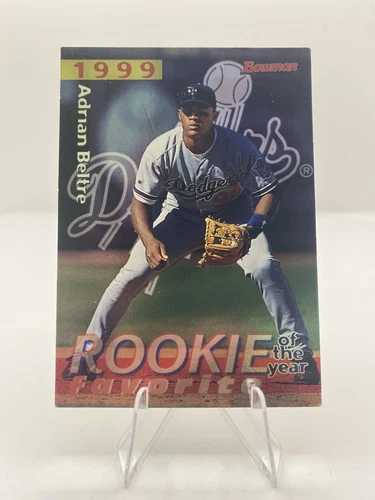 1999
Bowman
Adrian Beltre
Dodgers
®
Dodgers
ROOKIE
of the year
Favorite